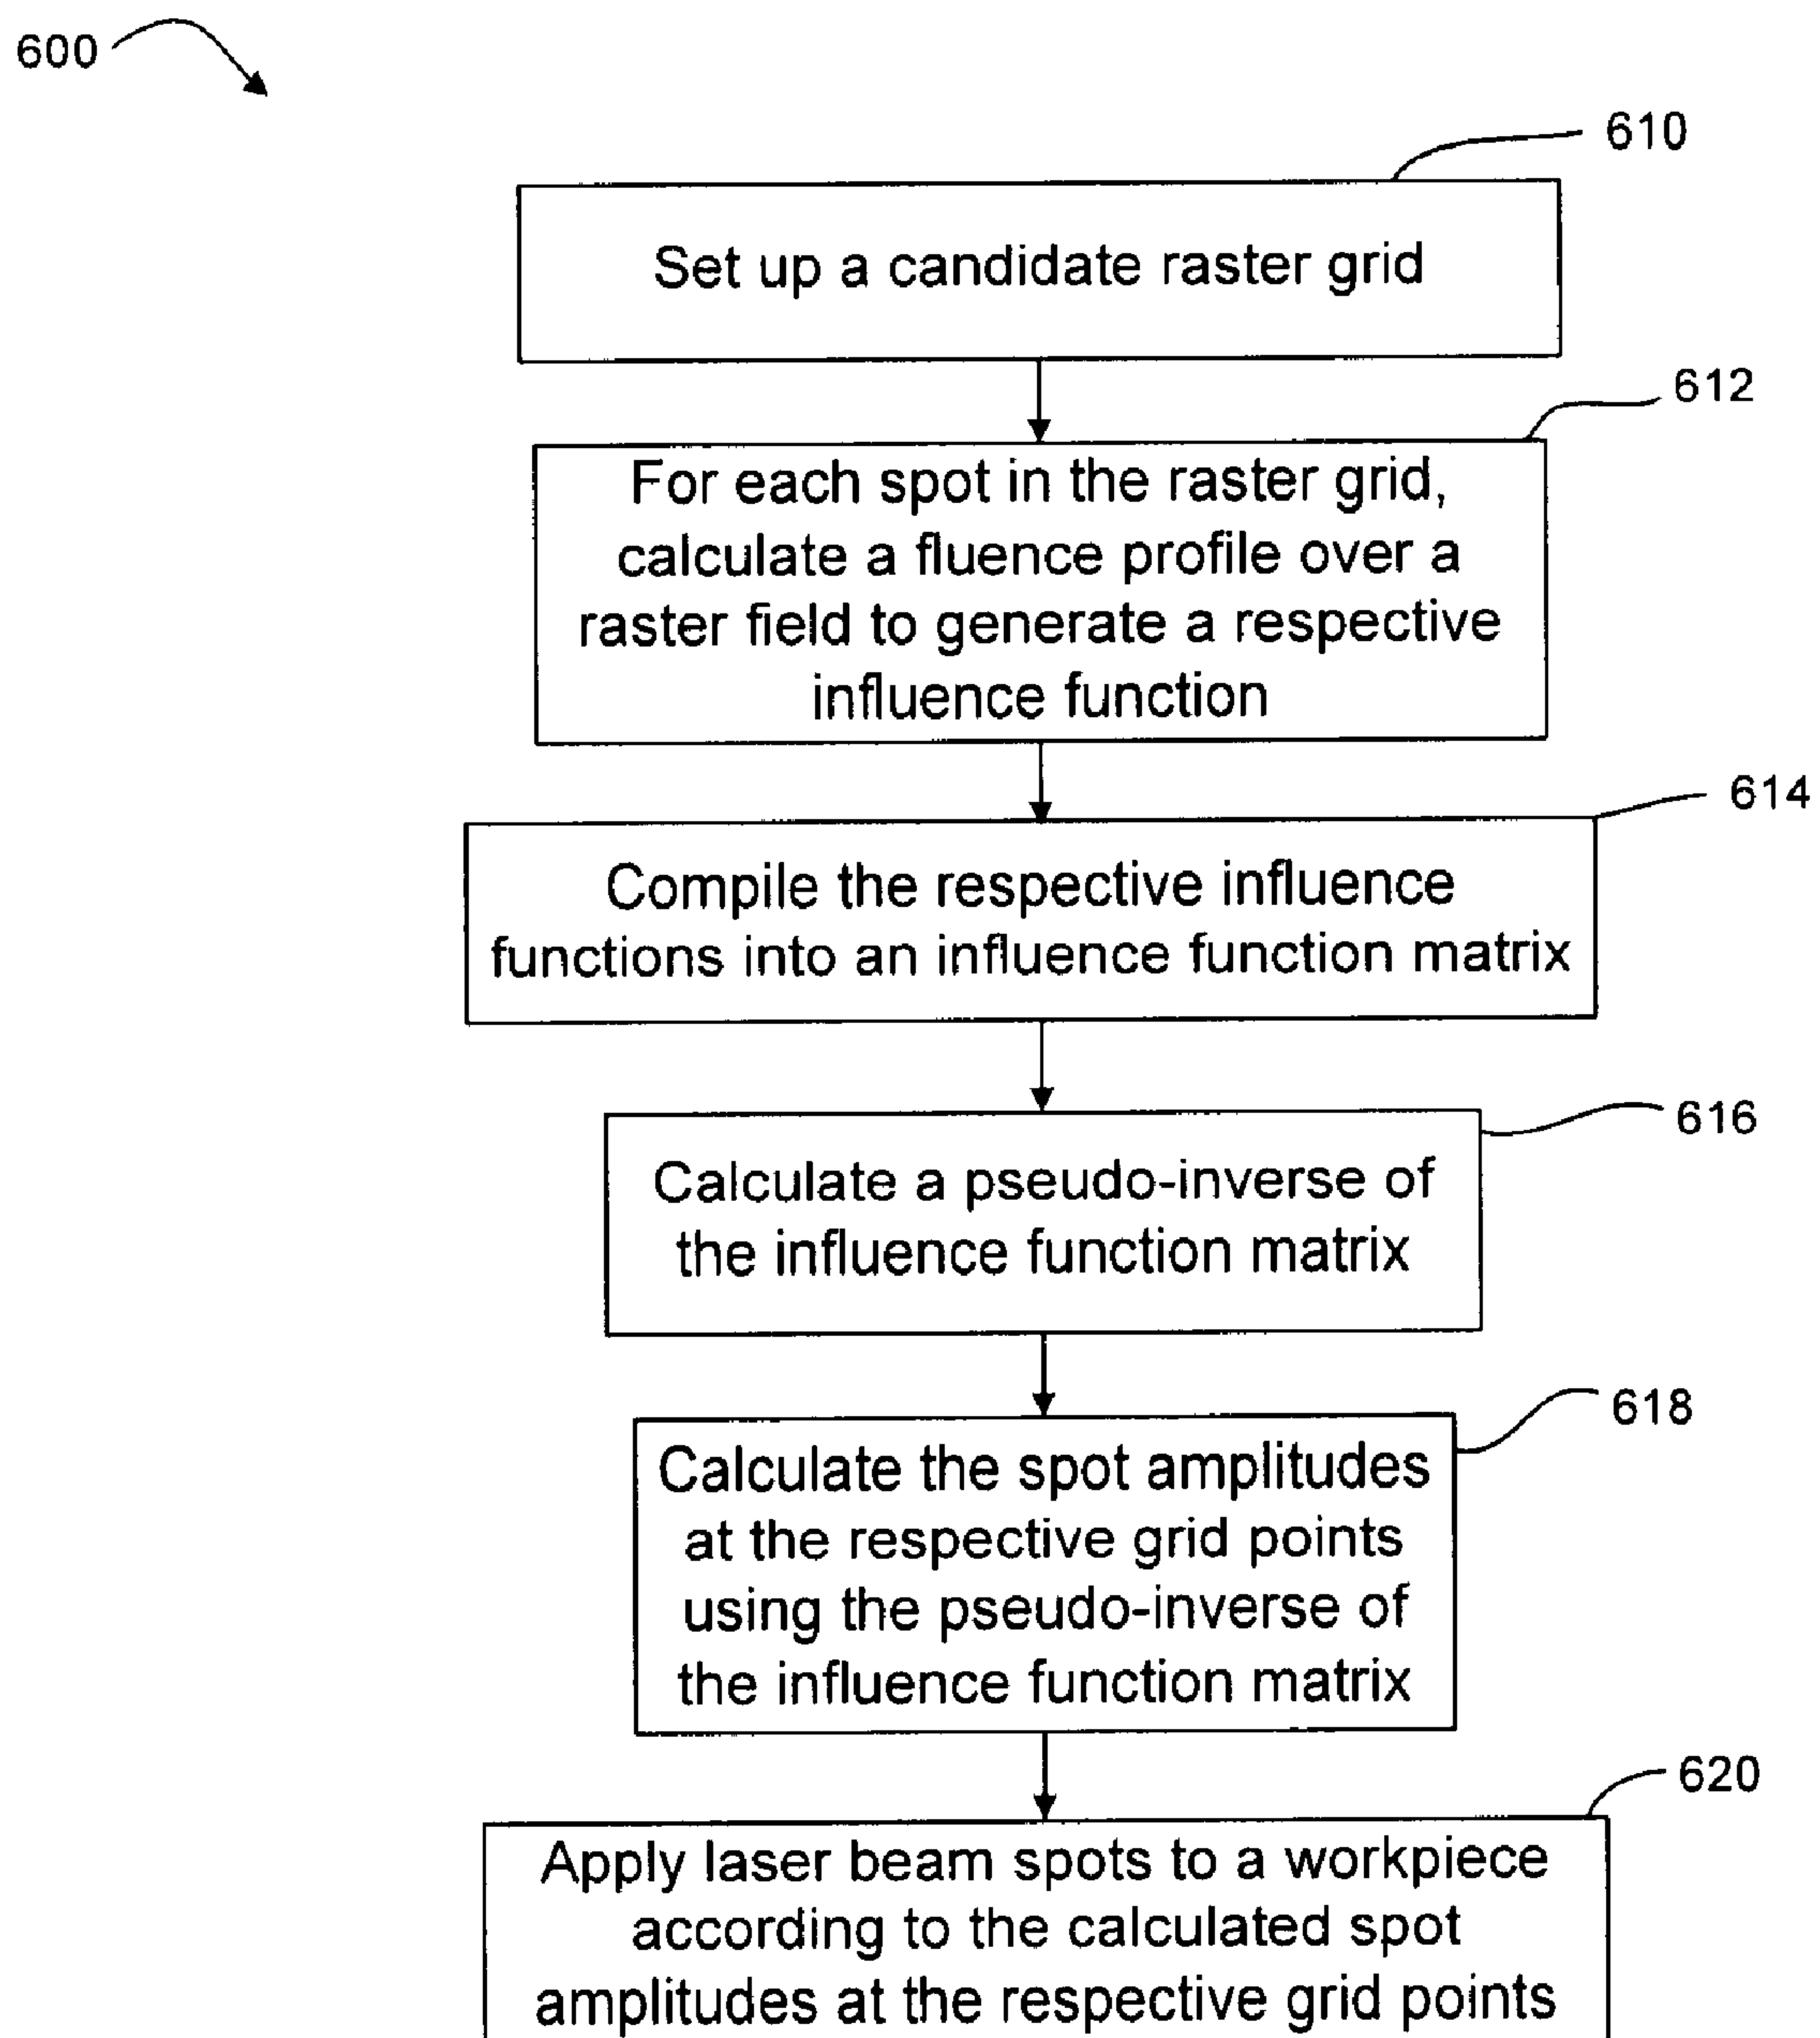 600
610
Set up a candidate raster grid
612
For each spot in the raster grid,
calculate a fluence profile over a
raster field to generate a respective
influence function
614
Compile the respective influence
functions into an influence function matrix
616
Calculate a pseudo-inverse of
the influence function matrix
618
Calculate the spot amplitudes
at the respective grid points
using the pseudo-inverse of
the influence function matrix
620
Apply laser beam spots to a workpiece
according to the calculated spot
amplitudes at the respective grid points